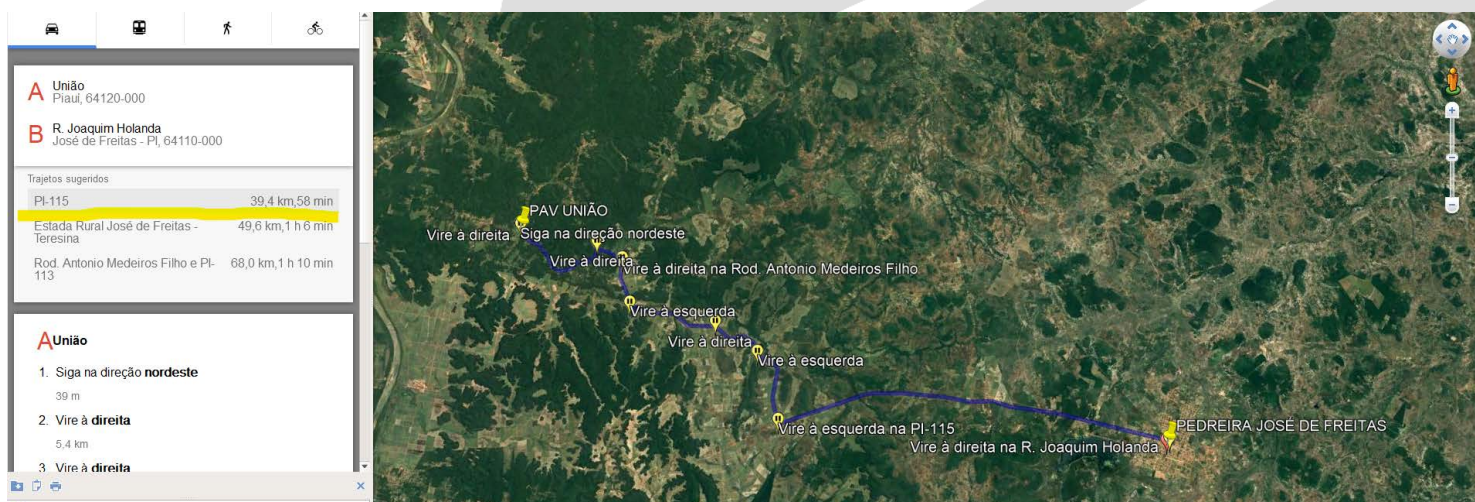 A União
Piauí, 64120-000
B R. Joaquim Holanda
José de Freitas - PI, 64110-000
Trajetos sugeridos
PI-115 39,4 km,58 min
Estada Rural José de Freitas - 49,6 km,1 h 6 min
Teresina
Rod. Antonio Medeiros Filho e PI- 68,0 km,1 h 10 min
113
AUnião
1. Siga na direção nordeste
39 m
2. Vire à direita
5,4 km
3. Vire à direita
PAV UNIÃO
Vire à direita Siga na direção nordeste
Vire à direita
Vire à direita na Rod. Antonio Medeiros Filho
Vire à esquerda
Vire à direita
Vire à esquerda
Vire à esquerda na PI-115
PEDREIRA JOSÉ DE FREITAS
Vire à direita na R. Joaquim Holanda